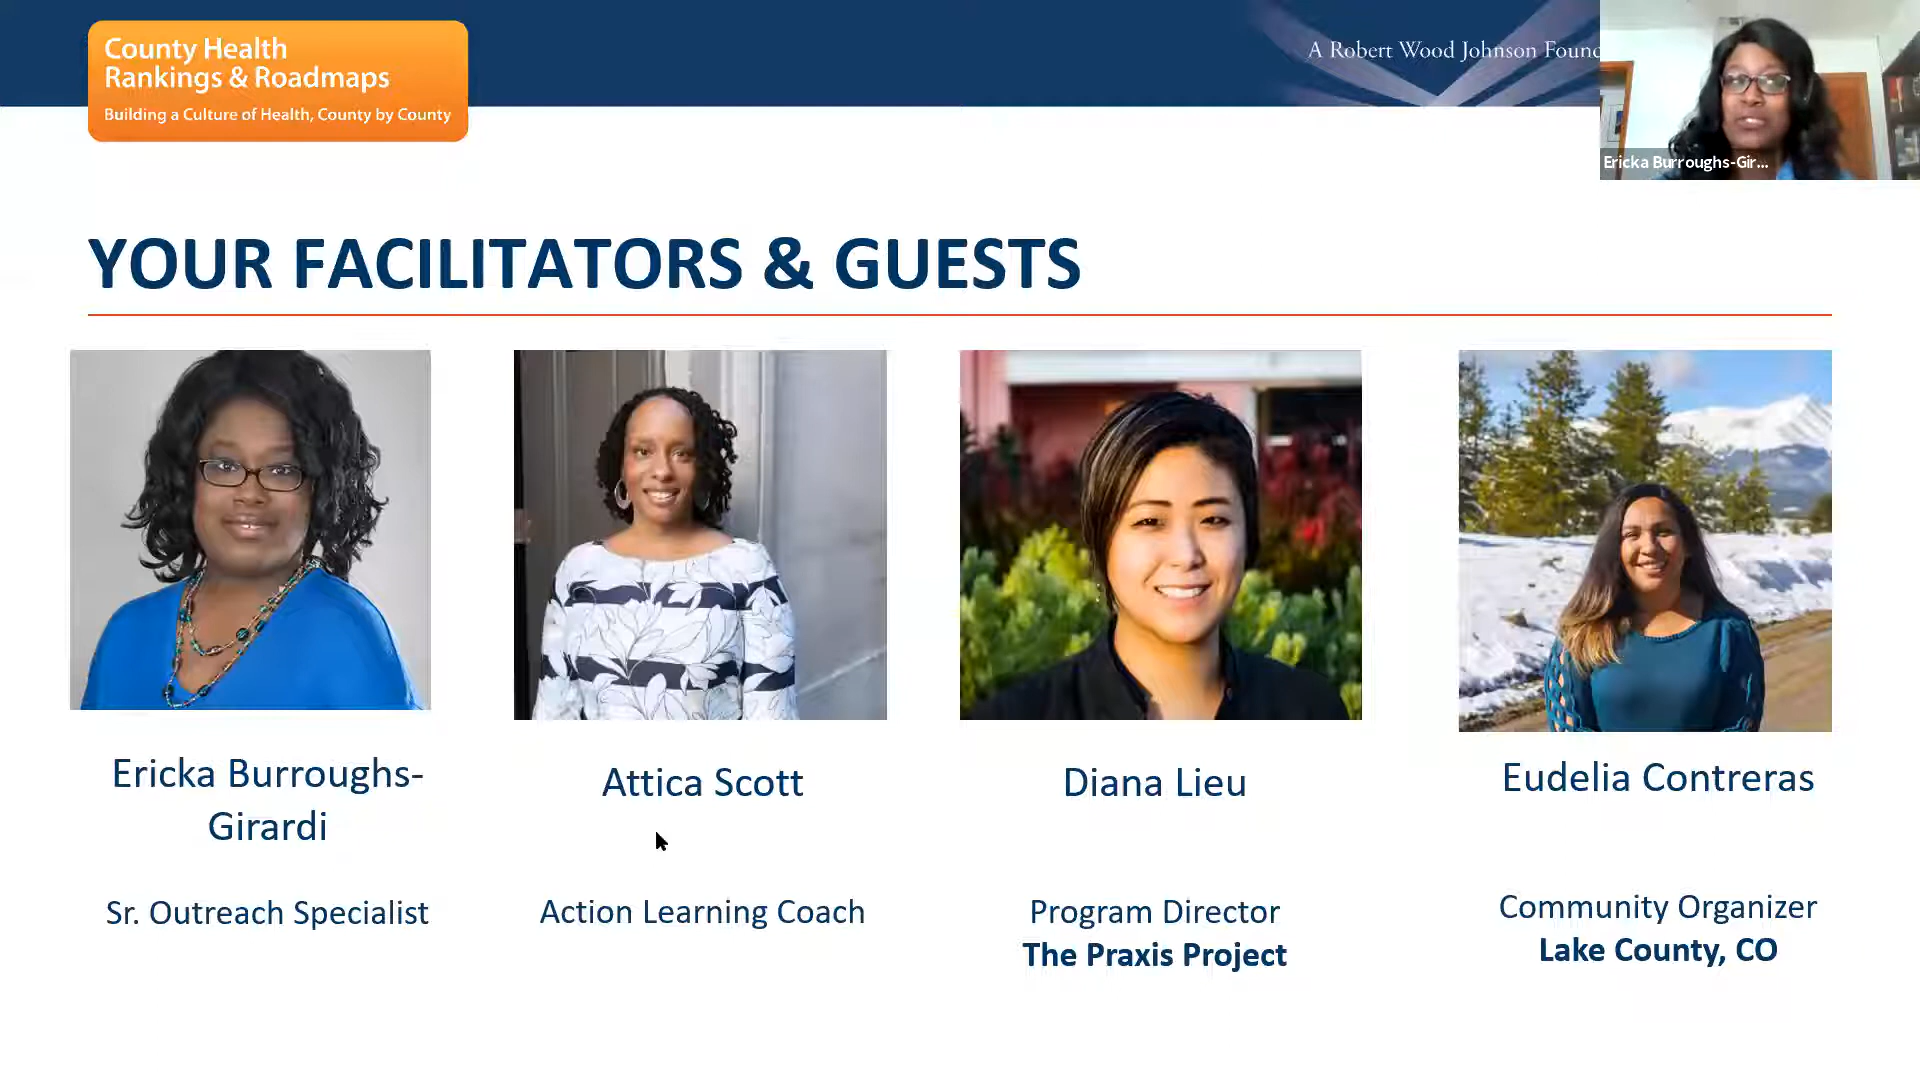 County Health
Rankings & Roadmaps
Building a Culture of Health, County by County
A Robert Wood Johnson Founc
Ericka Burroughs-Gir...
YOUR FACILITATORS & GUESTS
Ericka Burroughs-
Girardi
Sr. Outreach Specialist
Attica Scott
Action Learning Coach
Diana Lieu
Program Director
The Praxis Project
Eudelia Contreras
Community Organizer
Lake County, CO